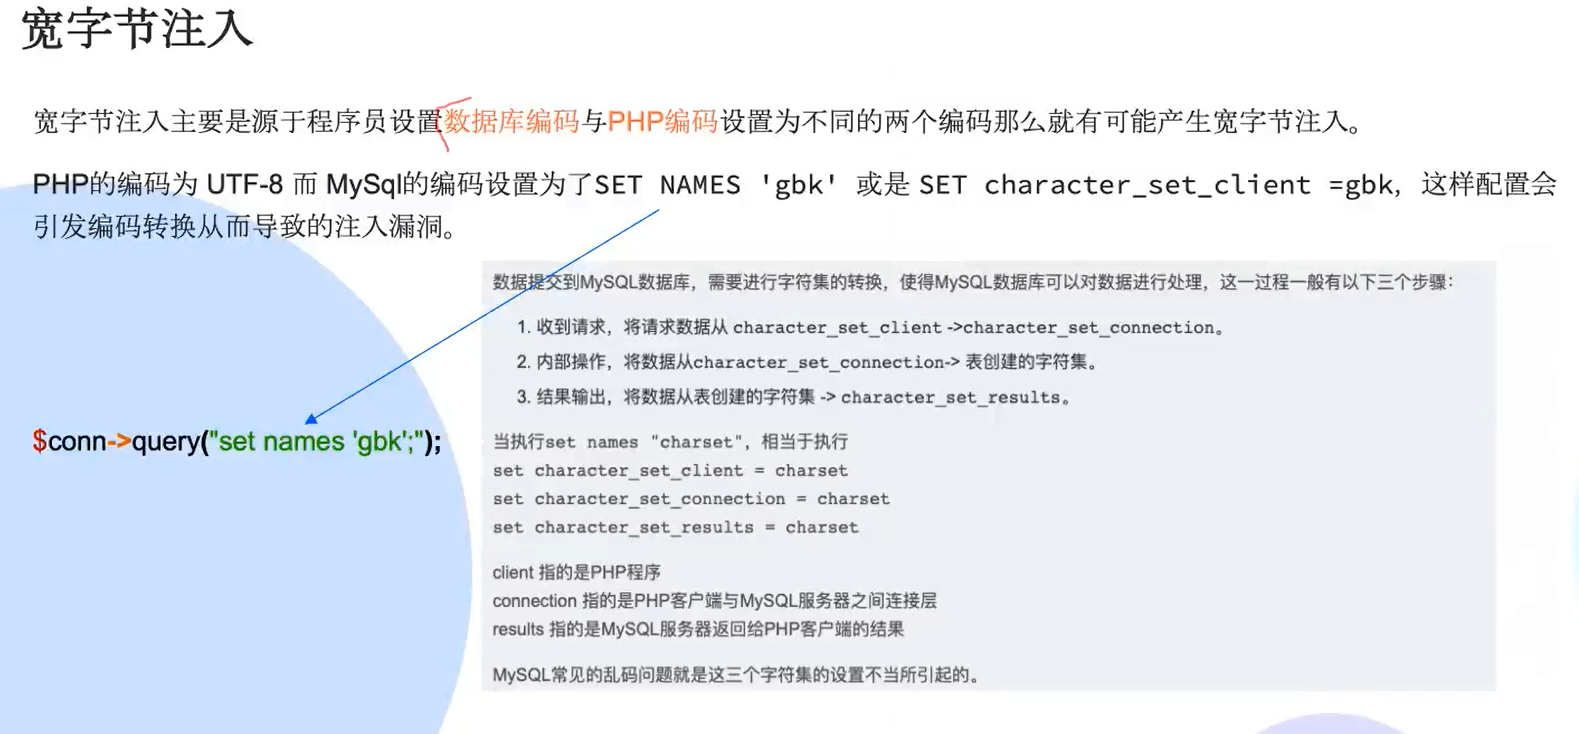 宽字节注入
宽字节注入主要是源于程序员设置数据库编码与PHP编码设置为不同的两个编码那么就有可能产生宽字节注入。
PHP的编码为 UTF-8 而 MySql的编码设置为了SET NAMES 'gbk' 或是 SET character_set_client =gbk，这样配置会
引发编码转换从而导致的注入漏洞。
数据提交到MySQL数据库，需要进行字符集的转换，使得MySQL数据库可以对数据进行处理，这一过程一般有以下三个步骤：
1. 收到请求，将请求数据从 character_set_client ->character_set_connection。
2. 内部操作，将数据从character_set_connection-> 表创建的字符集。
3. 结果输出，将数据从表创建的字符集 -> character_set_results。
$conn->query("set names 'gbk';");
当执行set names "charset"，相当于执行
set character_set_client = charset
set character_set_connection = charset
set character_set_results = charset
client 指的是PHP程序
connection 指的是PHP客户端与MySQL服务器之间连接层
results 指的是MySQL服务器返回给PHP客户端的结果
MySQL常见的乱码问题就是这三个字符集的设置不当所引起的。